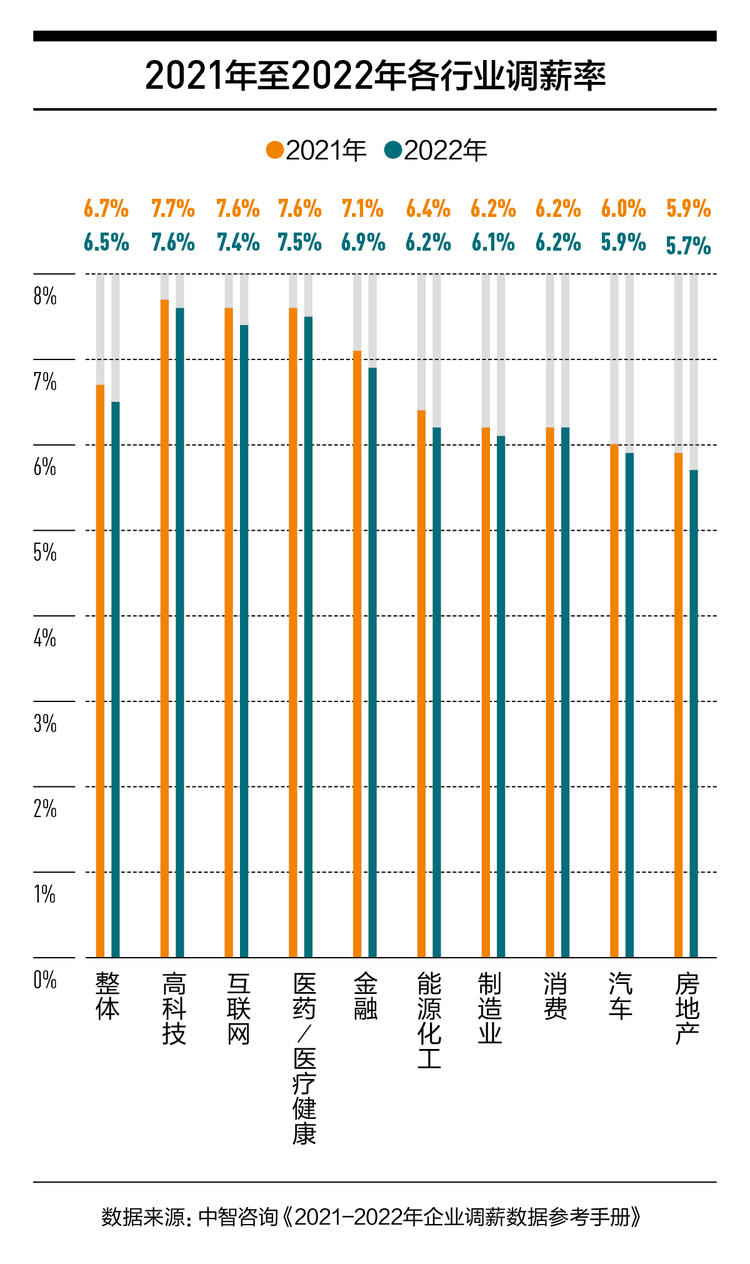 2021年至2022年各行业调薪率
2021年 2022年
6.7% 7.7% 7.6% 7.6% 7.1% 6.4% 6.2% 6.2% 6.0% 5.9%
6.5% 7.6% 7.4% 7.5% 6.9% 6.2% 6.1% 6.2% 5.9% 5.7%
8%
7%
6%
5%
4%
3%
2%
1%
0%
整体
高科技
互联网
医药/医疗健康
金融
能源化工
制造业
消费
汽车
房地产
数据来源：中智咨询《2021-2022年企业调薪数据参考手册》